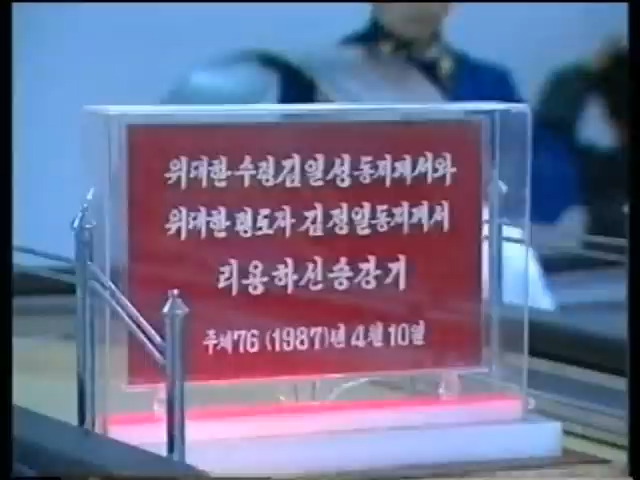 위대한 수령 김일성 동지께서와
위대한 령도자 김정일 동지께서
리용하신 승강기
주체76 (1987)년 4월 10일